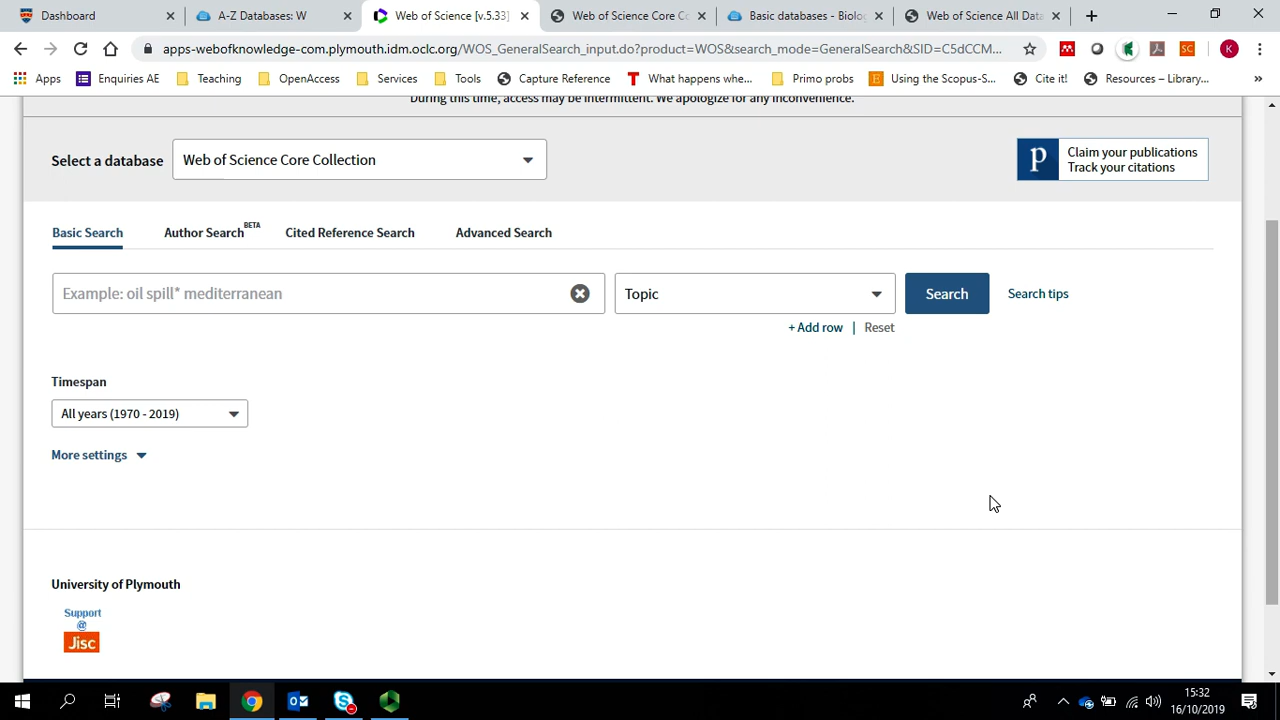 Dashboard
A-Z Databases: W
Web of Science [v.5.33]
Web of Science Core Co
Basic databases - Biolog
Web of Science All Data
apps-webofknowledge-com.plymouth.idm.oclc.org/WOS_GeneralSearch_input.do?product=WOS&search_mode=GeneralSearch&SID=C5dCCM...
K
Apps
Enquiries AE
Teaching
OpenAccess
Services
Tools
Capture Reference
What happens whe...
Primo probs
Using the Scopus-S...
Cite it!
Resources – Library...
During this time, access may be intermittent. We apologize for any inconvenience.
Select a database
Web of Science Core Collection
p
Claim your publications
Track your citations
Basic Search
Author Search BETA
Cited Reference Search
Advanced Search
Example: oil spill* mediterranean
Topic
Search
Search tips
+ Add row | Reset
Timespan
All years (1970 - 2019)
More settings
University of Plymouth
Support
@
Jisc
15:32
16/10/2019